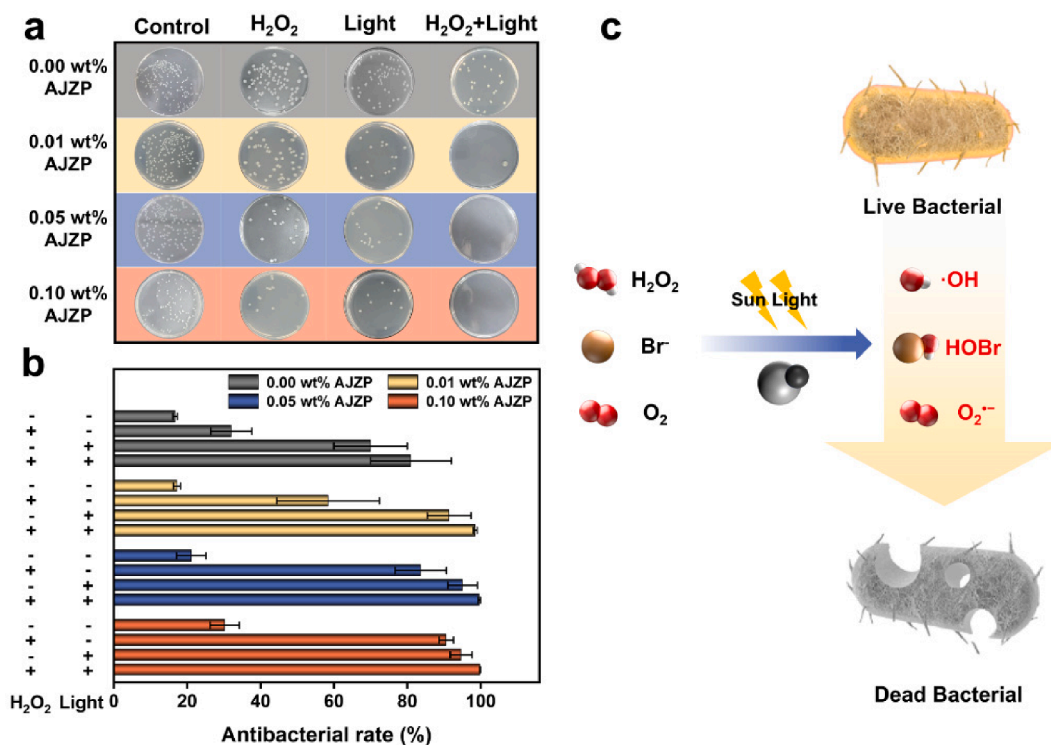 a
Control H₂O₂ Light H₂O₂+Light
0.00 wt%
AJZP
0.01 wt%
AJZP
0.05 wt%
AJZP
0.10 wt%
AJZP
b
0.00 wt% AJZP 0.01 wt% AJZP
0.05 wt% AJZP 0.10 wt% AJZP
- -
+ -
- +
+ +
- -
+ -
- +
+ +
- -
+ -
- +
+ +
- -
+ -
- +
+ +
H₂O₂ Light 0 20 40 60 80 100
Antibacterial rate (%)
c
Live Bacterial
H₂O₂ Sun Light ·OH
Br⁻ HOBr
O₂ O₂•⁻
Dead Bacterial